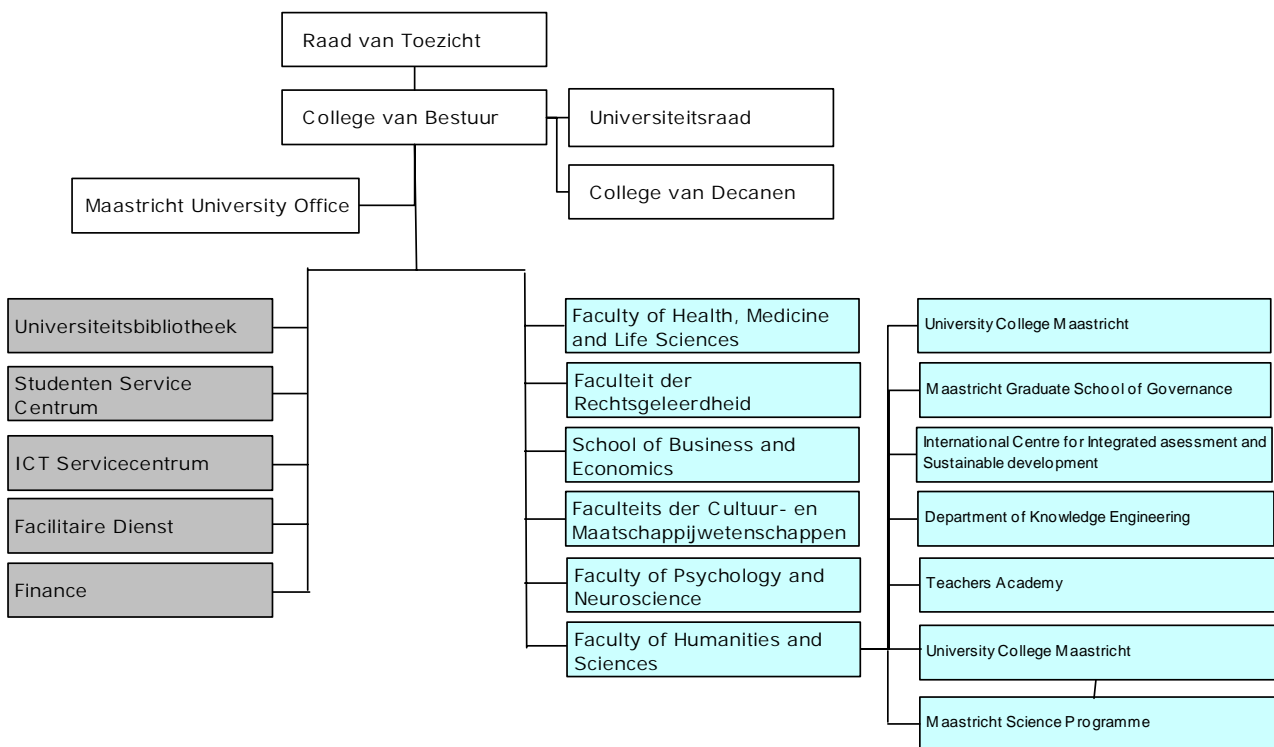 Raad van Toezicht
College van Bestuur
Universiteitsraad
College van Decanen
Maastricht University Office
Universiteitsbibliotheek
Studenten Service
Centrum
ICT Servicecentrum
Facilitaire Dienst
Finance
Faculty of Health, Medicine
and Life Sciences
Faculteit der
Rechtsgeleerdheid
School of Business and
Economics
Faculteits der Cultuur- en
Maatschappijwetenschappen
Faculty of Psychology and
Neuroscience
Faculty of Humanities and
Sciences
University College Maastricht
Maastricht Graduate School of Governance
International Centre for Integrated asessment and
Sustainable development
Department of Knowledge Engineering
Teachers Academy
University College Maastricht
Maastricht Science Programme